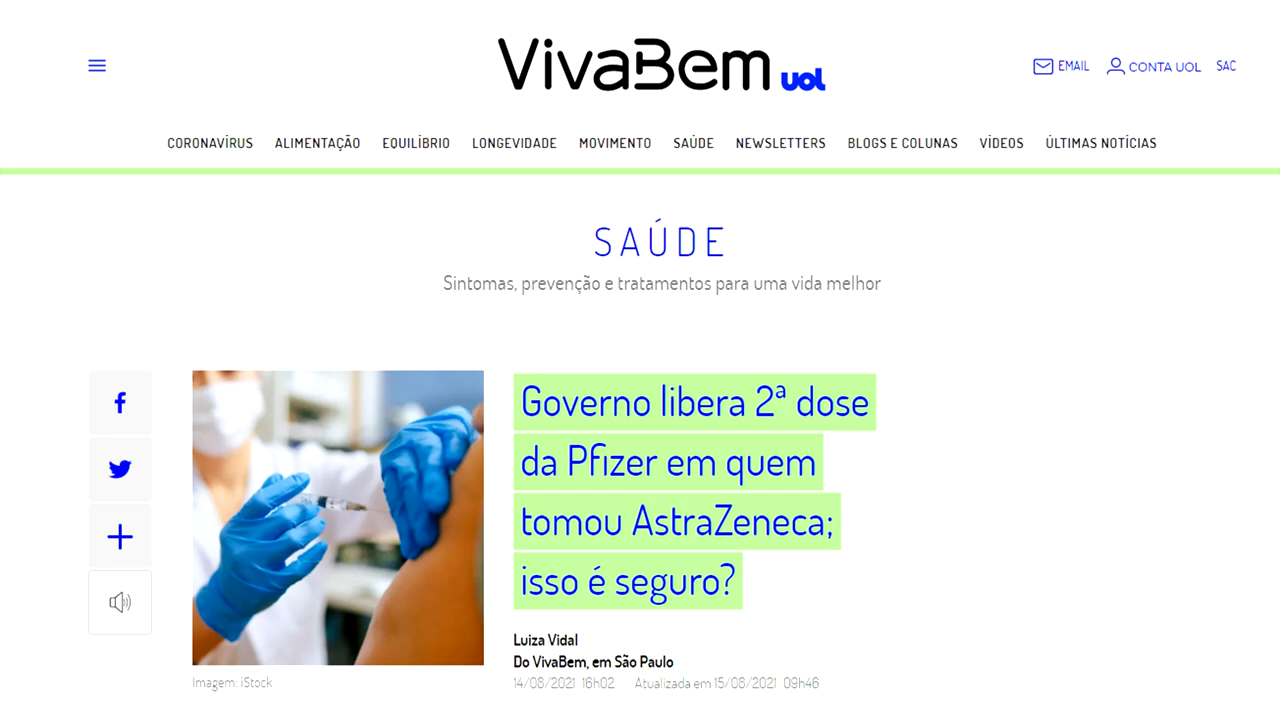 VivaBem uol
EMAIL CONTA UOL SAC
CORONAVÍRUS ALIMENTAÇÃO EQUILÍBRIO LONGEVIDADE MOVIMENTO SAÚDE NEWSLETTERS BLOGS E COLUNAS VÍDEOS ÚLTIMAS NOTÍCIAS
SAÚDE
Sintomas, prevenção e tratamentos para uma vida melhor
Governo libera 2ª dose
da Pfizer em quem
tomou AstraZeneca;
isso é seguro?
Luiza Vidal
Do VivaBem, em São Paulo
14/08/2021 16h02 Atualizada em 15/08/2021 09h46
Imagem: iStock